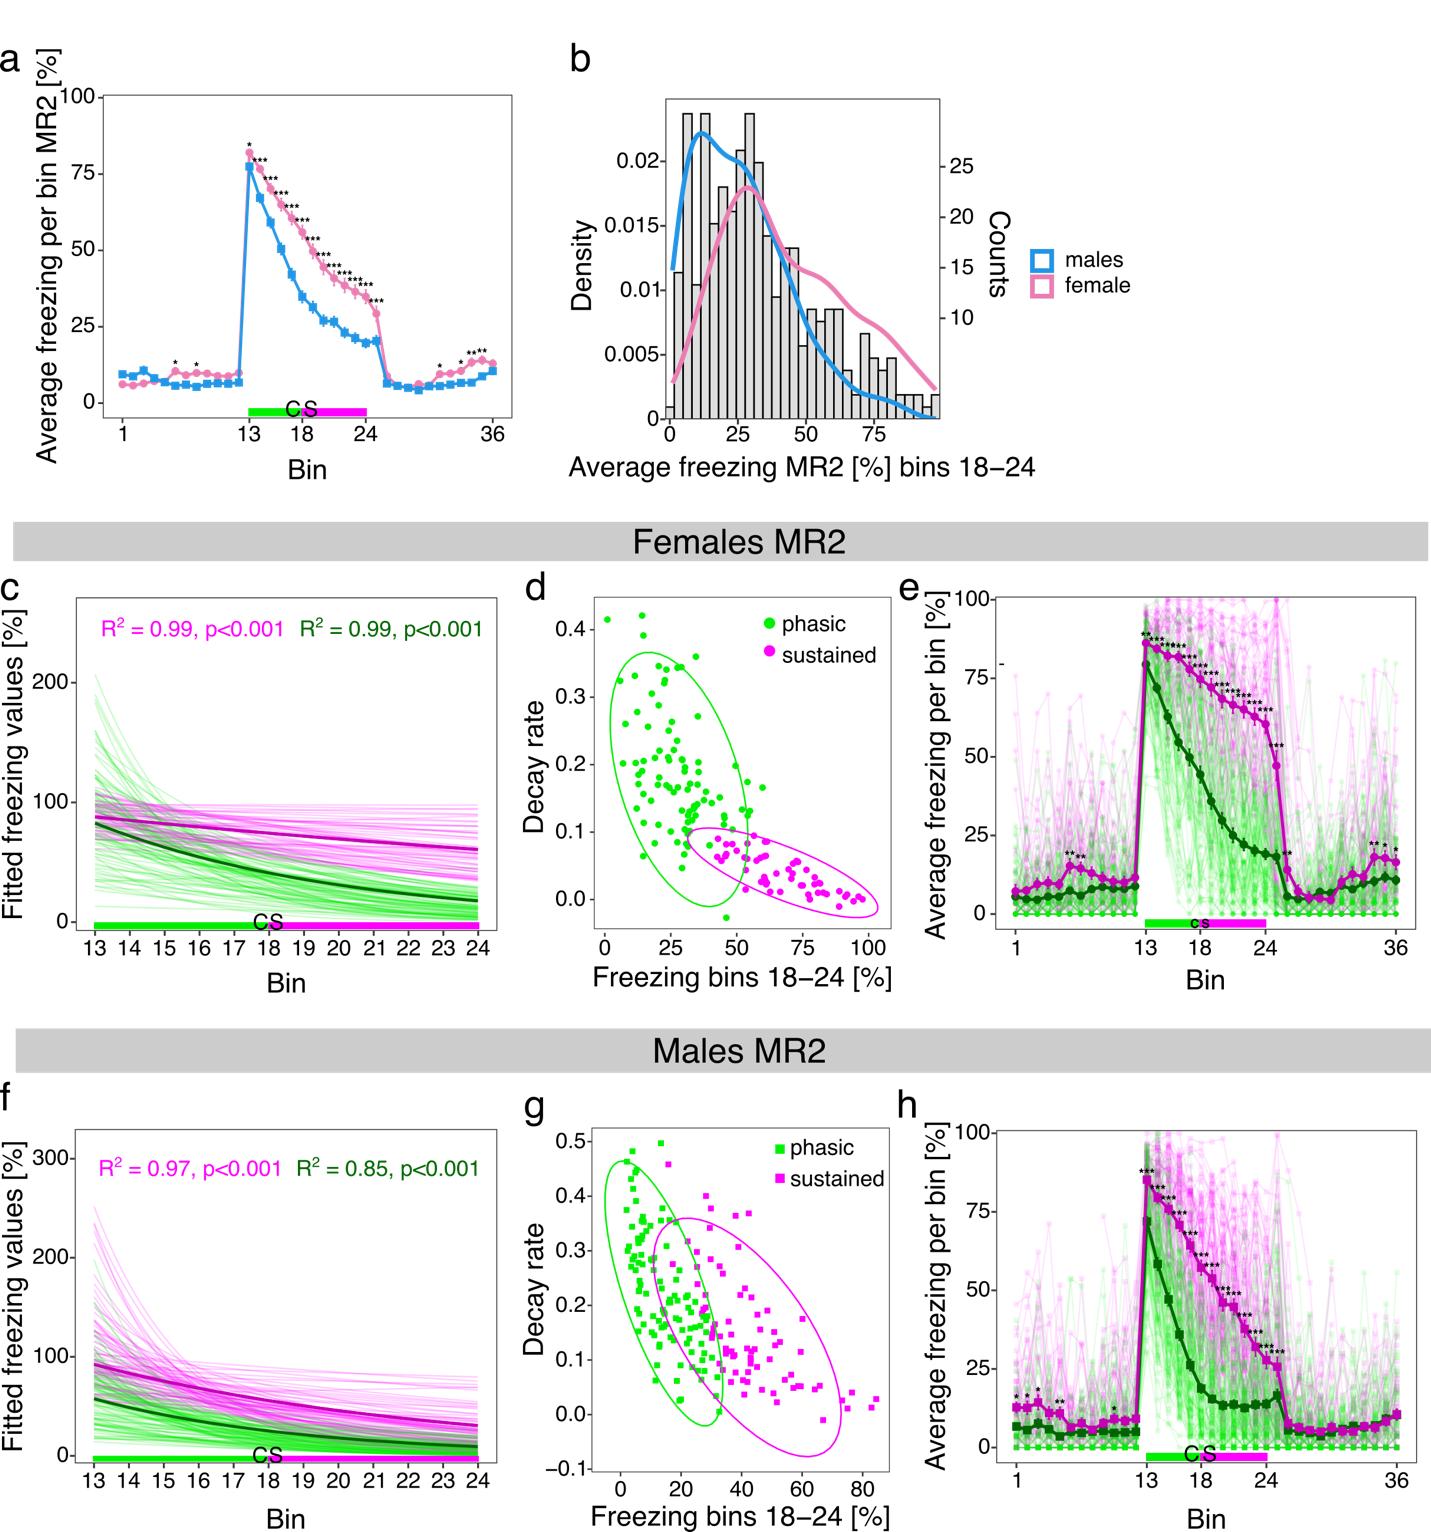 a
Average freezing per bin MR2 [%]
100
75
50
25
0
*
***
***
***
***
***
***
***
***
***
***
***
***
*
*
*
*
**
**
CS
1
13
18
24
36
Bin
b
Density
0.02
0.015
0.01
0.005
0
25
20
15
10
Counts
0
25
50
75
Average freezing MR2 [%] bins 18–24
males
female
Females MR2
c
Fitted freezing values [%]
R² = 0.99, p<0.001
R² = 0.99, p<0.001
200
100
0
CS
13 14 15 16 17 18 19 20 21 22 23 24
Bin
d
Decay rate
0.4
0.3
0.2
0.1
0.0
phasic
sustained
0 25 50 75 100
Freezing bins 18–24 [%]
e
Average freezing per bin [%]
100
75
50
25
0
-
**
***
***
***
***
***
***
***
***
***
***
***
***
**
**
**
**
*
*
CS
1 13 18 24 36
Bin
Males MR2
f
Fitted freezing values [%]
R² = 0.97, p<0.001
R² = 0.85, p<0.001
300
200
100
0
CS
13 14 15 16 17 18 19 20 21 22 23 24
Bin
g
Decay rate
0.5
0.4
0.3
0.2
0.1
0.0
−0.1
phasic
sustained
0 20 40 60 80
Freezing bins 18–24 [%]
h
Average freezing per bin [%]
100
75
50
25
0
*
*
*
**
*
***
***
***
***
***
***
***
***
***
***
***
***
***
CS
1 13 18 24 36
Bin